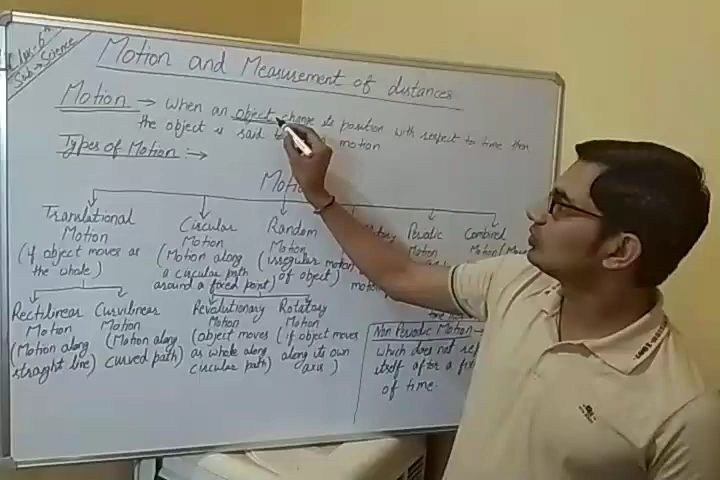 Class-6th
Sub → Science
Motion and Measurement of distances
Motion → When an object change its position with respect to time then
the object is said motion
Types of Motion :→
Translational
Motion
(if object moves as
the whole)
Circular
Motion
(Motion along
a circular path
around a fixed point)
Random
Motion
(irregular motion
of object)
Periodic
Motion
Combined
Motion
Rectilinear
Motion
(Motion along
straight line)
Curvilinear
Motion
(Motion along
curved path)
Revolutionary
Motion
(object moves
as whole along
circular path)
Rotatory
Motion
(if object moves
along its own
axis)
Non Periodic Motion →
which does not
itself after a
of time.